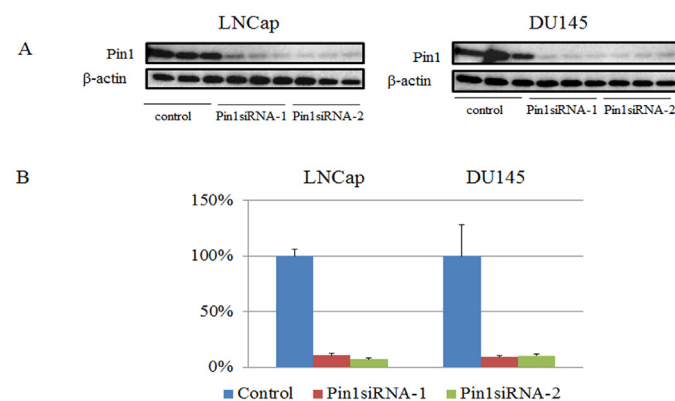 LNCap
DU145
A
Pin1
Pin1
β-actin
β-actin
control
Pin1siRNA-1
Pin1siRNA-2
control
Pin1siRNA-1
Pin1siRNA-2
B
LNCap
DU145
150%
100%
50%
0%
Control
Pin1siRNA-1
Pin1siRNA-2